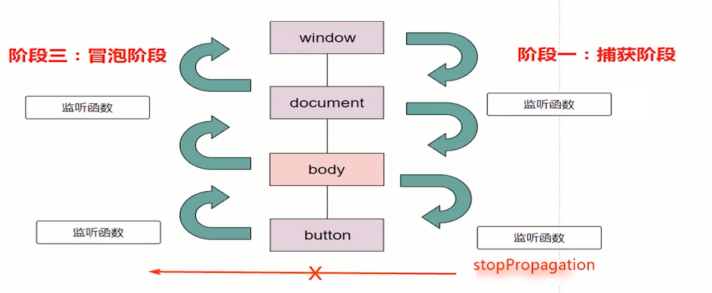 window
阶段三：冒泡阶段
阶段一：捕获阶段
监听函数
document
监听函数
body
监听函数
button
监听函数
X
stopPropagation